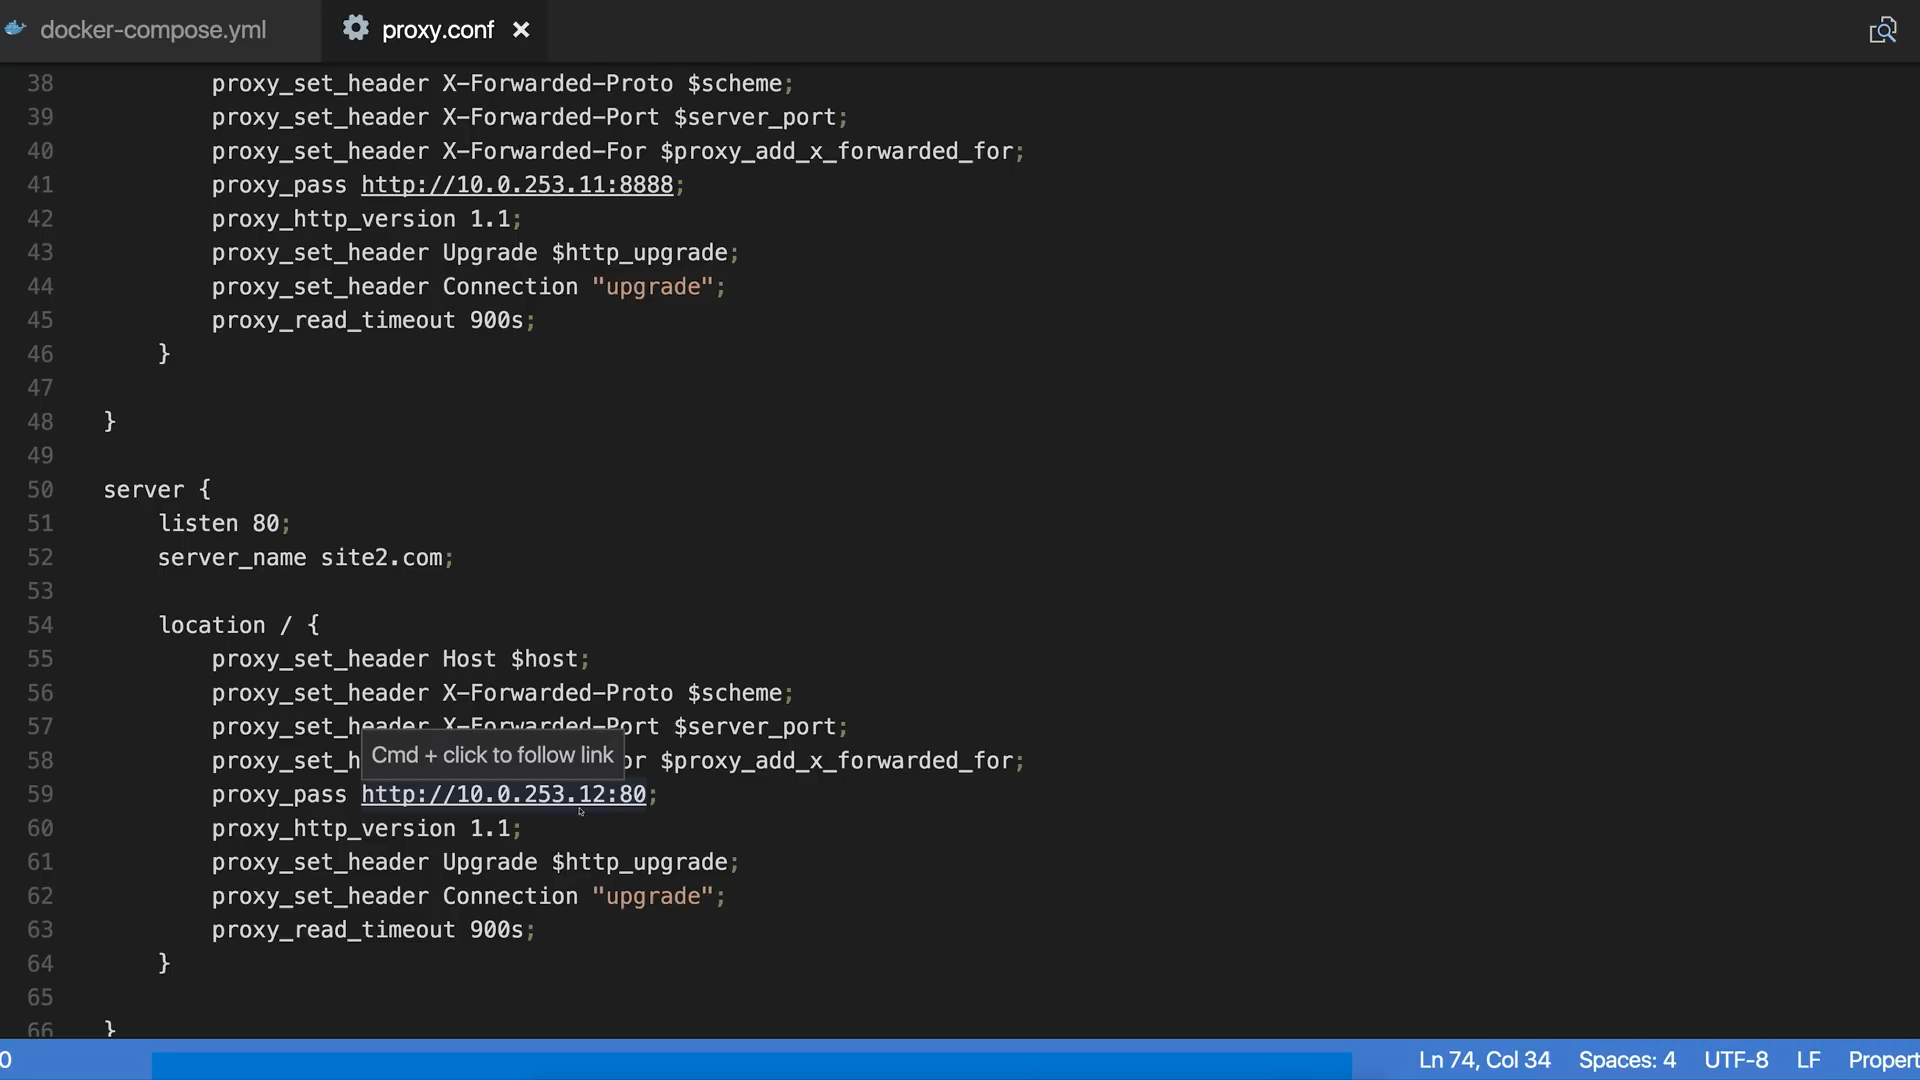 docker-compose.yml
proxy.conf
38 proxy_set_header X-Forwarded-Proto $scheme;
39 proxy_set_header X-Forwarded-Port $server_port;
40 proxy_set_header X-Forwarded-For $proxy_add_x_forwarded_for;
41 proxy_pass http://10.0.253.11:8888;
42 proxy_http_version 1.1;
43 proxy_set_header Upgrade $http_upgrade;
44 proxy_set_header Connection "upgrade";
45 proxy_read_timeout 900s;
46 }
47
48 }
49
50 server {
51 listen 80;
52 server_name site2.com;
53
54 location / {
55 proxy_set_header Host $host;
56 proxy_set_header X-Forwarded-Proto $scheme;
57 proxy_set_header X-Forwarded-Port $server_port;
Cmd + click to follow link
58 proxy_set_h or $proxy_add_x_forwarded_for;
59 proxy_pass http://10.0.253.12:80;
60 proxy_http_version 1.1;
61 proxy_set_header Upgrade $http_upgrade;
62 proxy_set_header Connection "upgrade";
63 proxy_read_timeout 900s;
64 }
65
66 }
0 Ln 74, Col 34 Spaces: 4 UTF-8 LF Propert